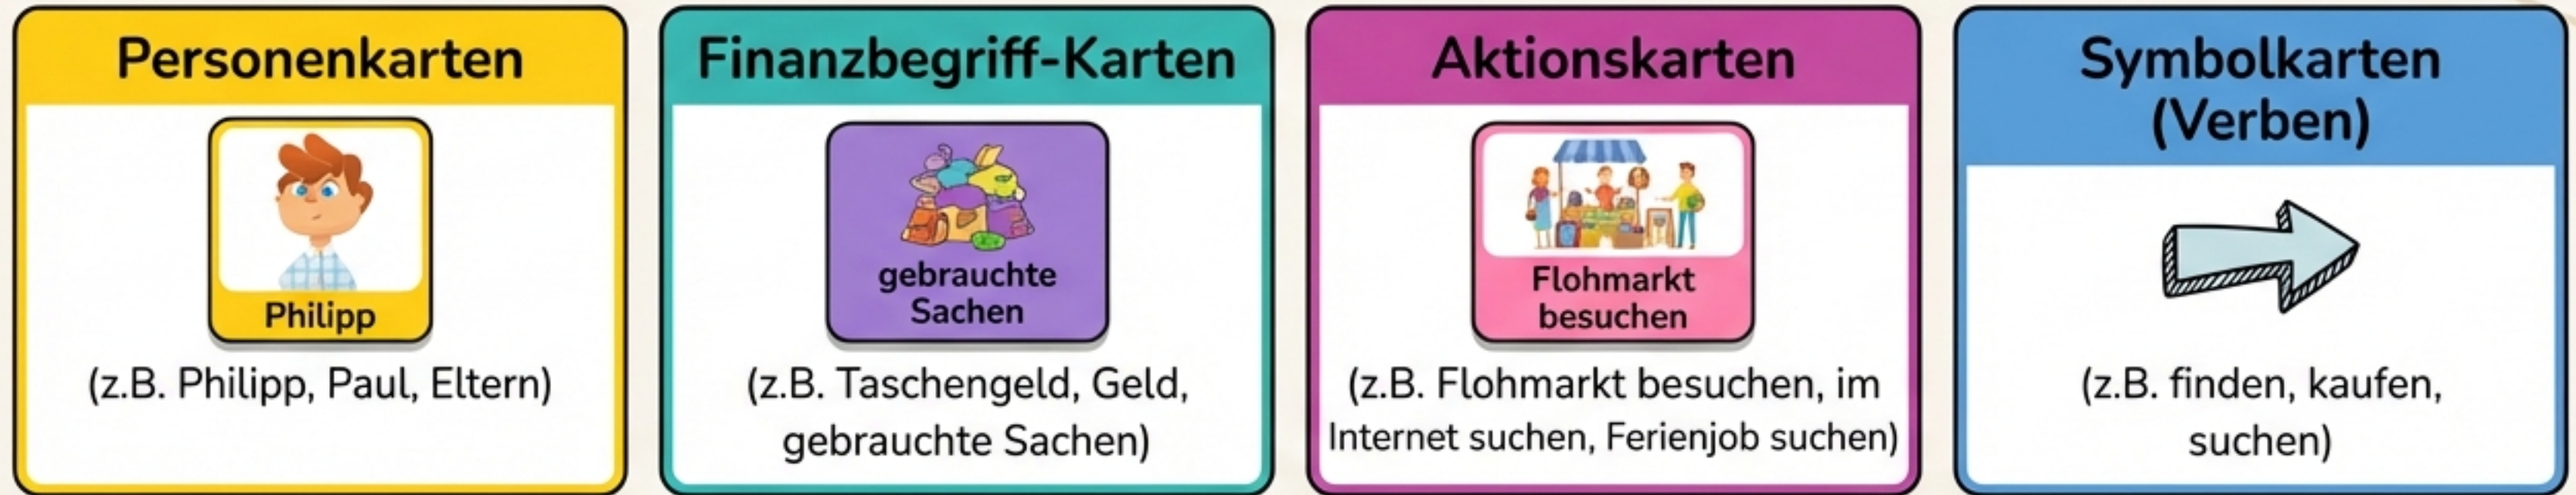 Personenkarten
Philipp
(z.B. Philipp, Paul, Eltern)
Finanzbegriff-Karten
gebrauchte
Sachen
(z.B. Taschengeld, Geld,
gebrauchte Sachen)
Aktionskarten
Flohmarkt
besuchen
(z.B. Flohmarkt besuchen, im
Internet suchen, Ferienjob suchen)
Symbolkarten
(Verben)
(z.B. finden, kaufen,
suchen)